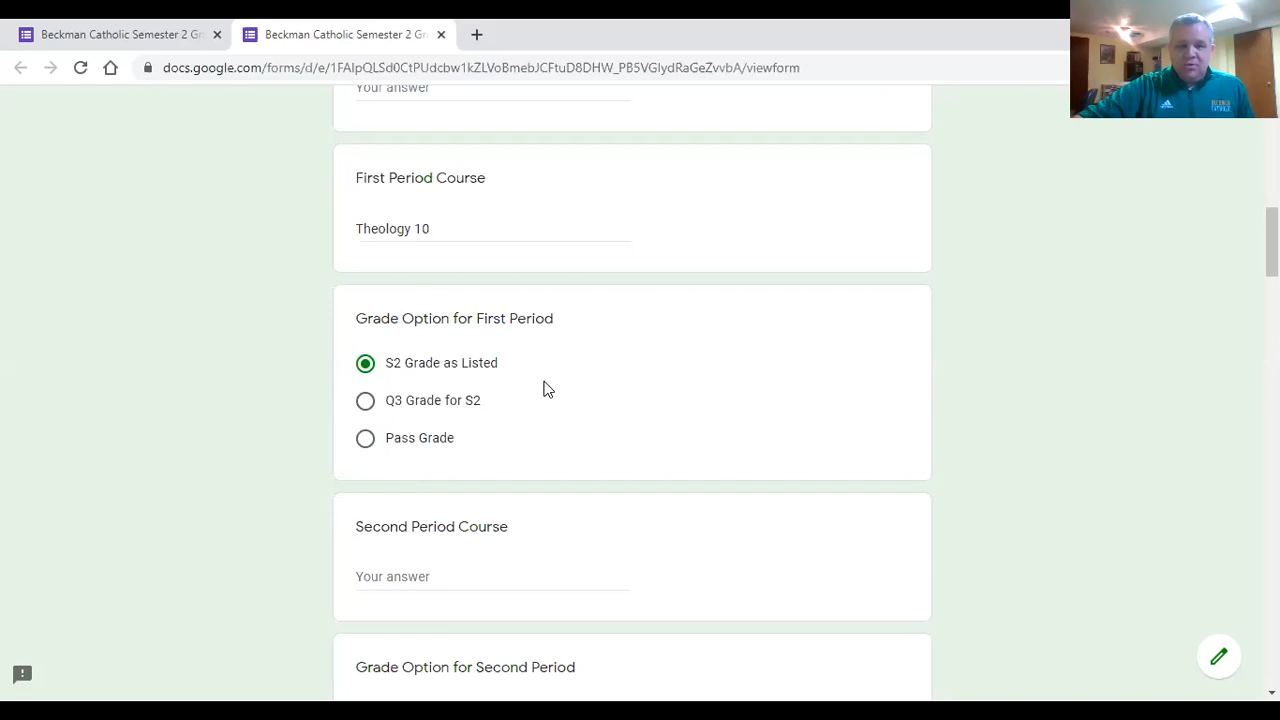 Beckman Catholic Semester 2 Gr
Beckman Catholic Semester 2 Gr
docs.google.com/forms/d/e/1FAIpQLSd0CtPUdcbw1kZLVoBmebJCFtuD8DHW_PB5VGlydRaGeZvvbA/viewform
Your answer
First Period Course
Theology 10
Grade Option for First Period
S2 Grade as Listed
Q3 Grade for S2
Pass Grade
Second Period Course
Your answer
Grade Option for Second Period